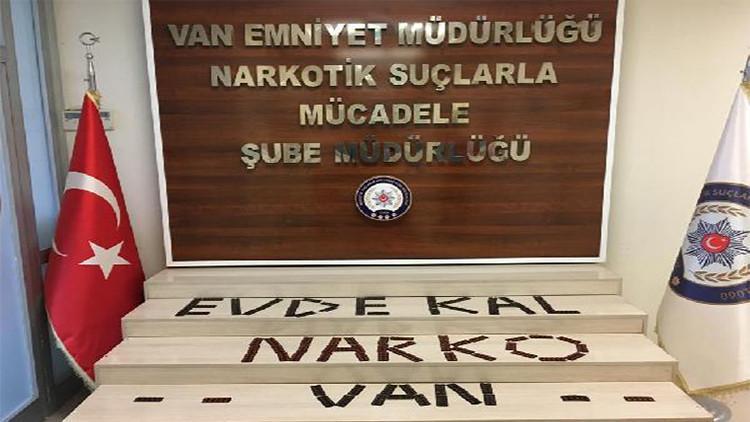 VAN EMNİYET MÜDÜRLÜĞÜ
NARKOTİK SUÇLARLA
MÜCADELE
ŞUBE MÜDÜRLÜĞÜ
EVDE KAL
NARKO
- - VAN - -